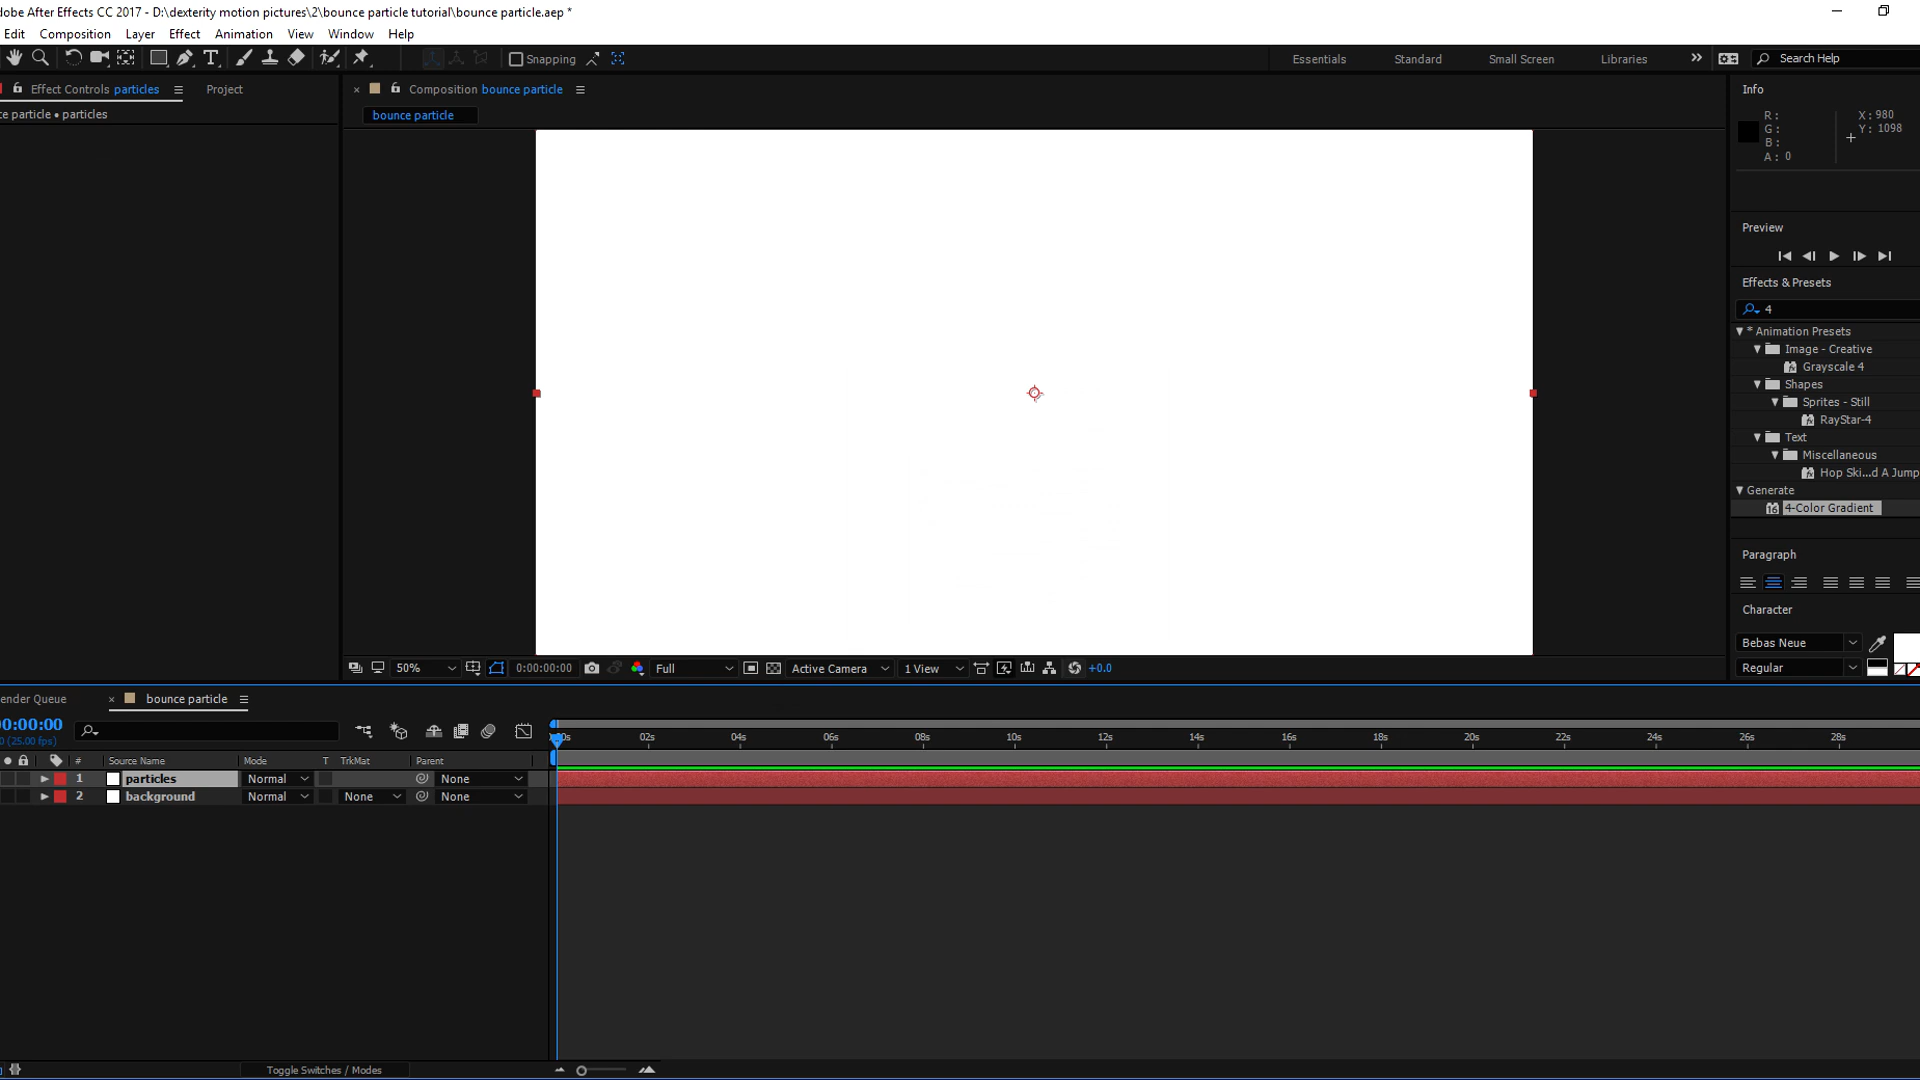 dobe After Effects CC 2017 - D:\dexterity motion pictures\2\bounce particle tutorial\bounce particle.aep *
Edit Composition Layer Effect Animation View Window Help
Snapping Essentials Standard Small Screen Libraries Search Help
Effect Controls particles Project
ce particle • particles
Composition bounce particle
bounce particle
Info
R: X: 980
G: Y: 1098
B:
A: 0
Preview
Effects & Presets
4
* Animation Presets
Image - Creative
Grayscale 4
Shapes
Sprites - Still
RayStar-4
Text
Miscellaneous
Hop Ski...d A Jump
Generate
4-Color Gradient
Paragraph
Character
Bebas Neue
Regular
50% 0:00:00:00 Full Active Camera 1 View +0.0
ender Queue bounce particle
00:00:00
0 (25.00 fps)
02s 04s 06s 08s 10s 12s 14s 16s 18s 20s 22s 24s 26s 28s
# Source Name Mode T TrkMat Parent
1 particles Normal None
2 background Normal None None
Toggle Switches / Modes